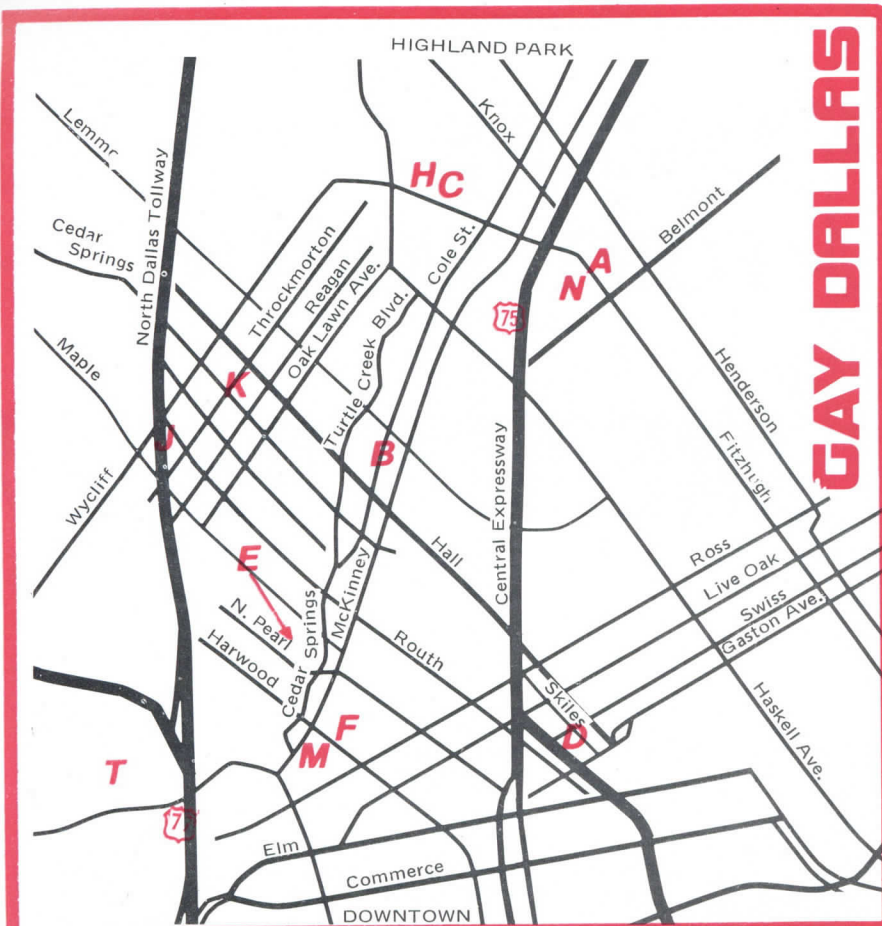 HIGHLAND PARK
GAY DALLAS
Knox
North Dallas Tollway
Cedar
Springs
HC
Belmont
Cole St.
A
N
Throckmorton
Reagan
Oak Lawn Ave.
75
Turtle Creek Blvd.
Maple
K
Henderson
J
B
Fitzhugh
Wycliff
Central Expressway
Hall
Ross
E
Live Oak
Swiss
Gaston Ave.
N. Pearl
Harwood
Cedar Springs
McKinney
Routh
Skiles
Haskell Ave.
F
M
D
T
77
Elm
Commerce
DOWNTOWN